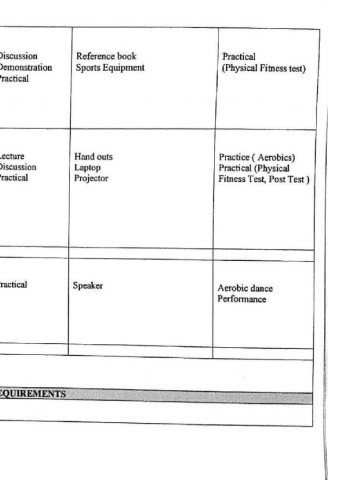 Discussion
Demonstration
Practical
Reference book
Sports Equipment
Practical
(Physical Fitness test)
Lecture
Discussion
Practical
Hand outs
Laptop
Projector
Practice ( Aerobics)
Practical (Physical
Fitness Test, Post Test )
Practical
Speaker
Aerobic dance
Performance
EQUIREMENTS